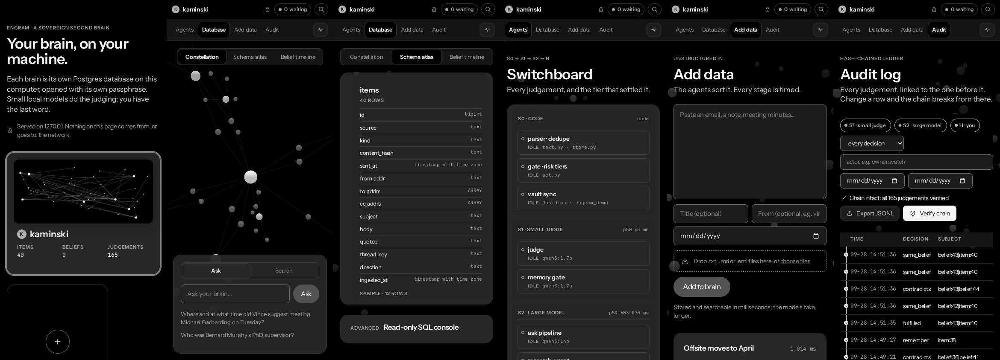 ENGRAM · A SOVEREIGN SECOND BRAIN
Your brain, on your
machine.
Each brain is its own Postgres database on this
computer, opened with its own passphrase.
Small local models do the judging; you have
the last word.
Served on 127.0.0.1. Nothing on this page comes from, or
goes to, the network.
K kaminski
ITEMS BELIEFS JUDGEMENTS
40 0 165
K kaminski
0 waiting
Agents Database Add data Audit
Constellation Schema atlas Belief timeline
Ask Search
Ask your brain...
Ask
Where and at what time did Vince suggest meeting
Michael Garberding on Tuesday?
Who was Bernard Murphy's PhD supervisor?
K kaminski
0 waiting
Agents Database Add data Audit
Constellation Schema atlas Belief timeline
items
40 ROWS
id bigint
source text
kind text
content_hash text
sent_at timestamp with time zone
from_addr text
to_addrs ARRAY
cc_addrs ARRAY
subject text
body text
quoted text
thread_key text
direction text
ingested_at timestamp with time zone
SAMPLE · 12 ROWS
ADVANCED Read-only SQL console
K kaminski
0 waiting
Agents Database Add data Audit
S0 → S1 → S2 → H
Switchboard
Every judgement, and the tier that settled it.
S0 · CODE code
parser · dedupe
IDLE text.py · store.py
gate · risk tiers
IDLE act.py
vault sync
IDLE Obsidian · engram_demo
S1 · SMALL JUDGE p50 43 ms
judge
IDLE qwen3:1.7b
memory gate
IDLE qwen3:1.7b
S2 · LARGE MODEL p50 603–870 ms
ask pipeline
IDLE qwen3:14b
research agent
K kaminski
0 waiting
Agents Database Add data Audit
UNSTRUCTURED IN
Add data
The agents sort it. Every stage is timed.
Paste an email, a note, meeting minutes...
Title (optional)
From (optional, e.g. vir
mm/dd/yyyy
Drop .txt, .md or .eml files here, or choose files
Add to brain
Stored and searchable in milliseconds; the models take
longer.
Offsite moves to April 1,014 ms
K kaminski
0 waiting
Agents Database Add data Audit
HASH-CHAINED LEDGER
Audit log
Every judgement, linked to the one before it.
Change a row and the chain breaks from there.
S1 · small judge S2 · large model H · you
every decision
actor, e.g. owner:watch
mm/dd/yyyy mm/dd/yyyy
Chain intact: all 165 judgements verified
Export JSONL Verify chain
TIME DECISION SUBJECT
09-28 14:51:36 same_belief belief:43|item:40
09-28 14:51:36 same_belief belief:43|item:40
09-28 14:51:36 contradicts belief:43|belief:44
09-28 14:51:36 same_belief belief:42|item:40
09-28 14:51:35 fulfilled belief:43|item:40
09-28 14:49:27 remember item:38
09-28 14:49:21 contradicts belief:36|belief:41